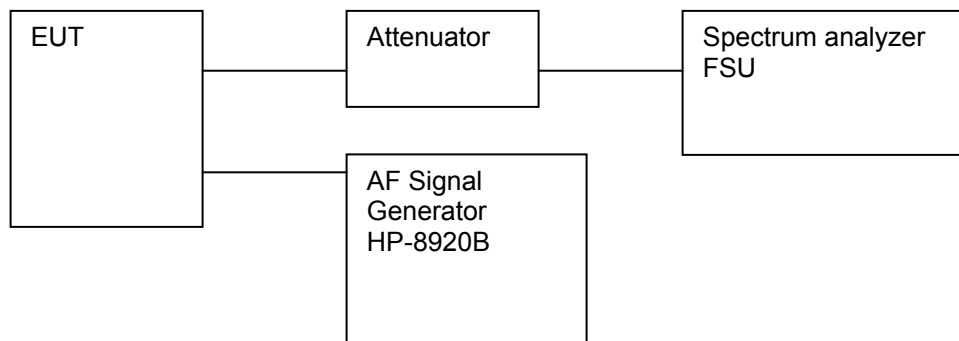 EUT
Attenuator
Spectrum analyzer
FSU
AF Signal
Generator
HP-8920B